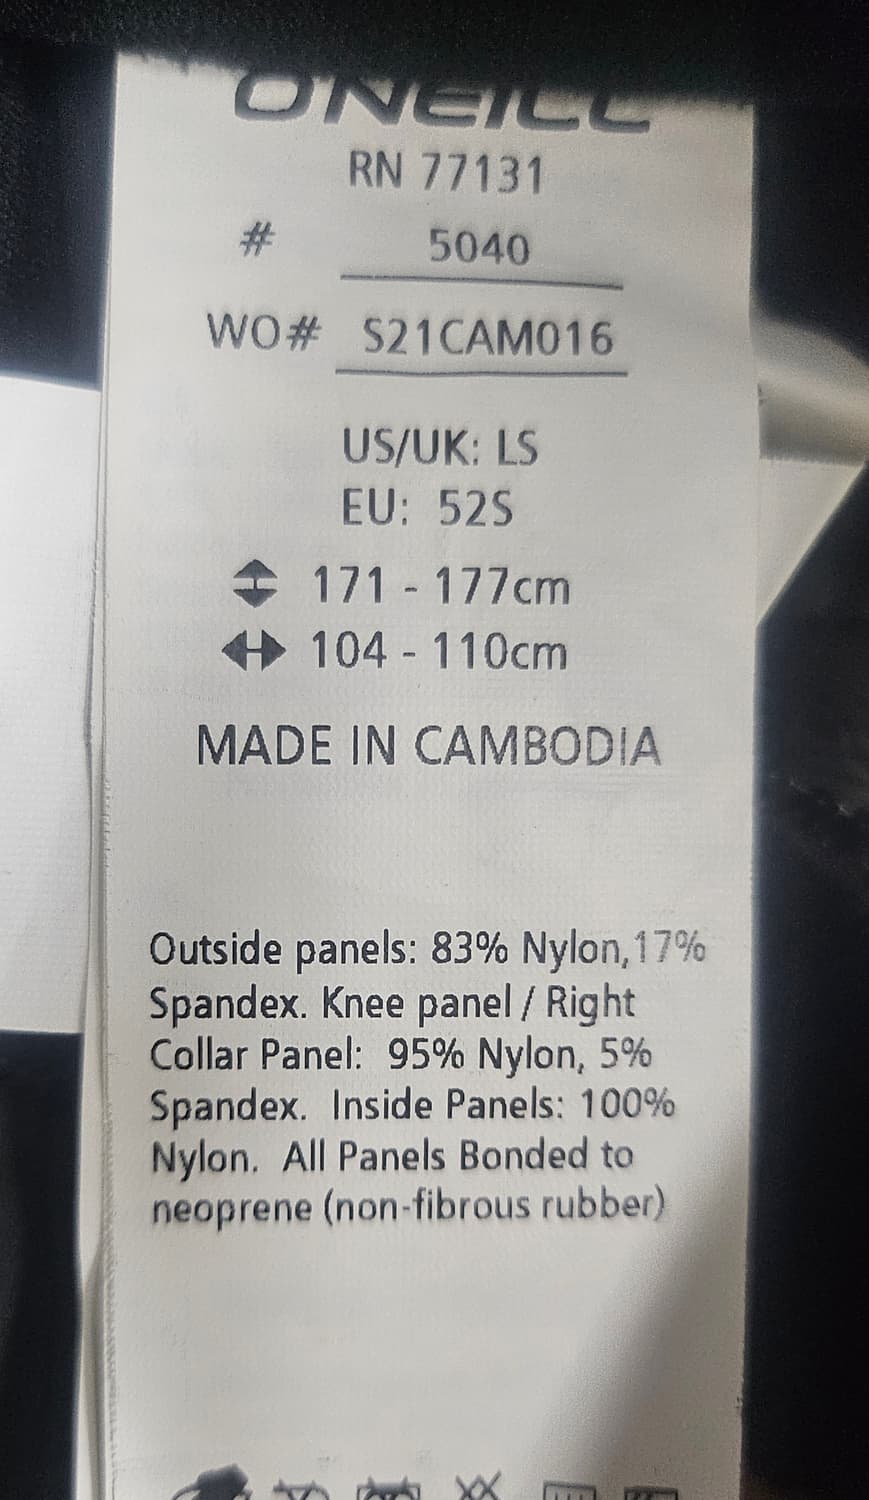 O'NEILL
RN 77131
# 5040
WO# S21CAM016
US/UK: LS
EU: 52S
171 - 177cm
104 - 110cm
MADE IN CAMBODIA
Outside panels: 83% Nylon,17%
Spandex. Knee panel / Right
Collar Panel: 95% Nylon, 5%
Spandex. Inside Panels: 100%
Nylon. All Panels Bonded to
neoprene (non-fibrous rubber)